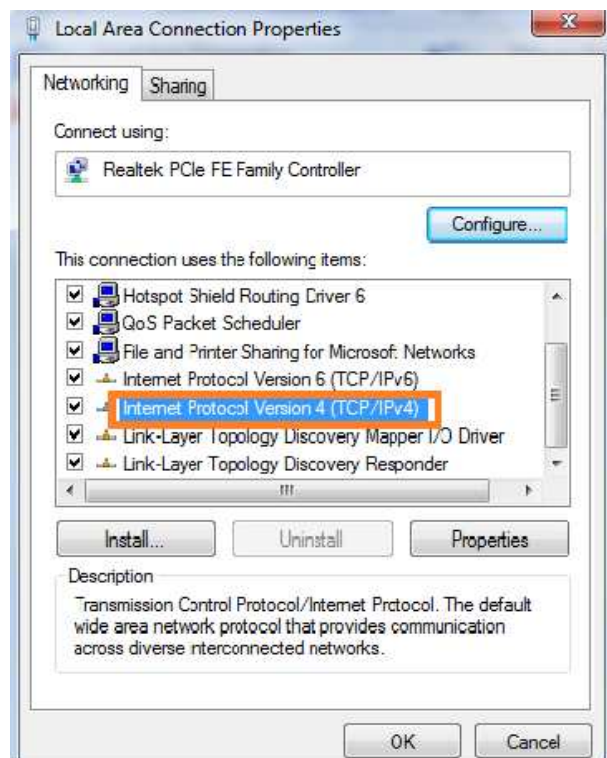 Local Area Connection Properties
Networking
Sharing
Connect using:
Realtek PCIe FE Family Controller
Configure...
This connection uses the following items:
Hotspot Shield Routing Driver 6
QoS Packet Scheduler
File and Printer Sharing for Microsoft Networks
Internet Protocol Version 6 (TCP/IPv6)
Internet Protocol Version 4 (TCP/IPv4)
Link-Layer Topology Discovery Mapper I/O Driver
Link-Layer Topology Discovery Responder
Install...
Uninstall
Properties
Description
Transmission Control Protocol/Internet Protocol. The default
wide area network protocol that provides communication
across diverse interconnected networks.
OK
Cancel